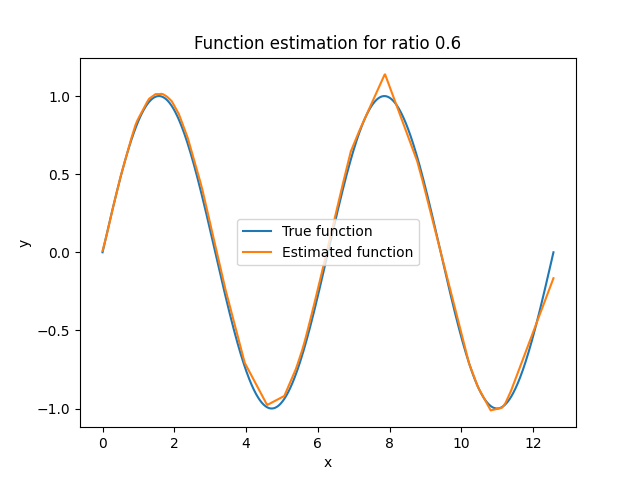 Function estimation for ratio 0.6
y
1.0
0.5
0.0
−0.5
−1.0
True function
Estimated function
0 2 4 6 8 10 12
x